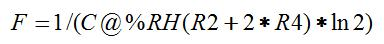 F = 1/(C@%RH(R2 + 2 * R4) * ln 2)